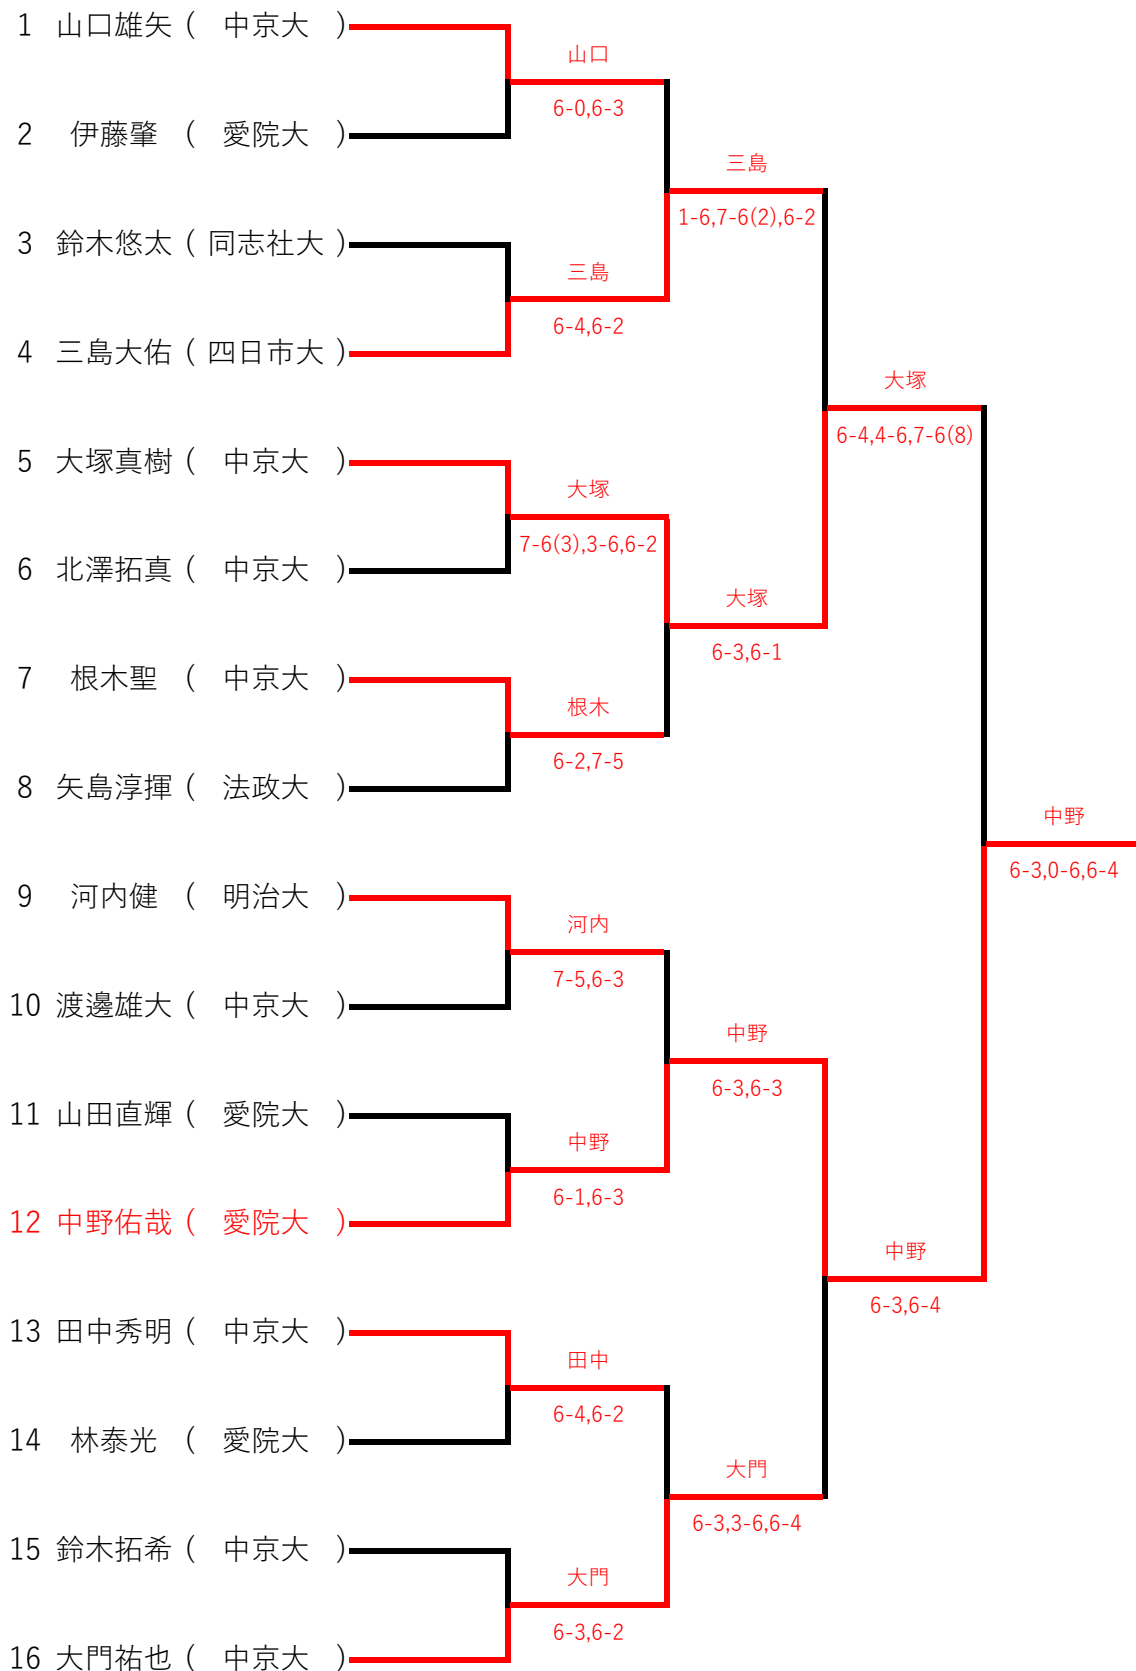 1 山口雄矢 ( 中京大 )
山口
6-0,6-3
2 伊藤肇 ( 愛院大 )
三島
1-6,7-6(2),6-2
3 鈴木悠太 ( 同志社大 )
三島
6-4,6-2
4 三島大佑 ( 四日市大 )
大塚
6-4,4-6,7-6(8)
5 大塚真樹 ( 中京大 )
大塚
7-6(3),3-6,6-2
6 北澤拓真 ( 中京大 )
大塚
6-3,6-1
7 根木聖 ( 中京大 )
根木
6-2,7-5
8 矢島淳揮 ( 法政大 )
中野
6-3,0-6,6-4
9 河内健 ( 明治大 )
河内
7-5,6-3
10 渡邊雄大 ( 中京大 )
中野
6-3,6-3
11 山田直輝 ( 愛院大 )
中野
6-1,6-3
12 中野佑哉 ( 愛院大 )
中野
6-3,6-4
13 田中秀明 ( 中京大 )
田中
6-4,6-2
14 林泰光 ( 愛院大 )
大門
6-3,3-6,6-4
15 鈴木拓希 ( 中京大 )
大門
6-3,6-2
16 大門祐也 ( 中京大 )